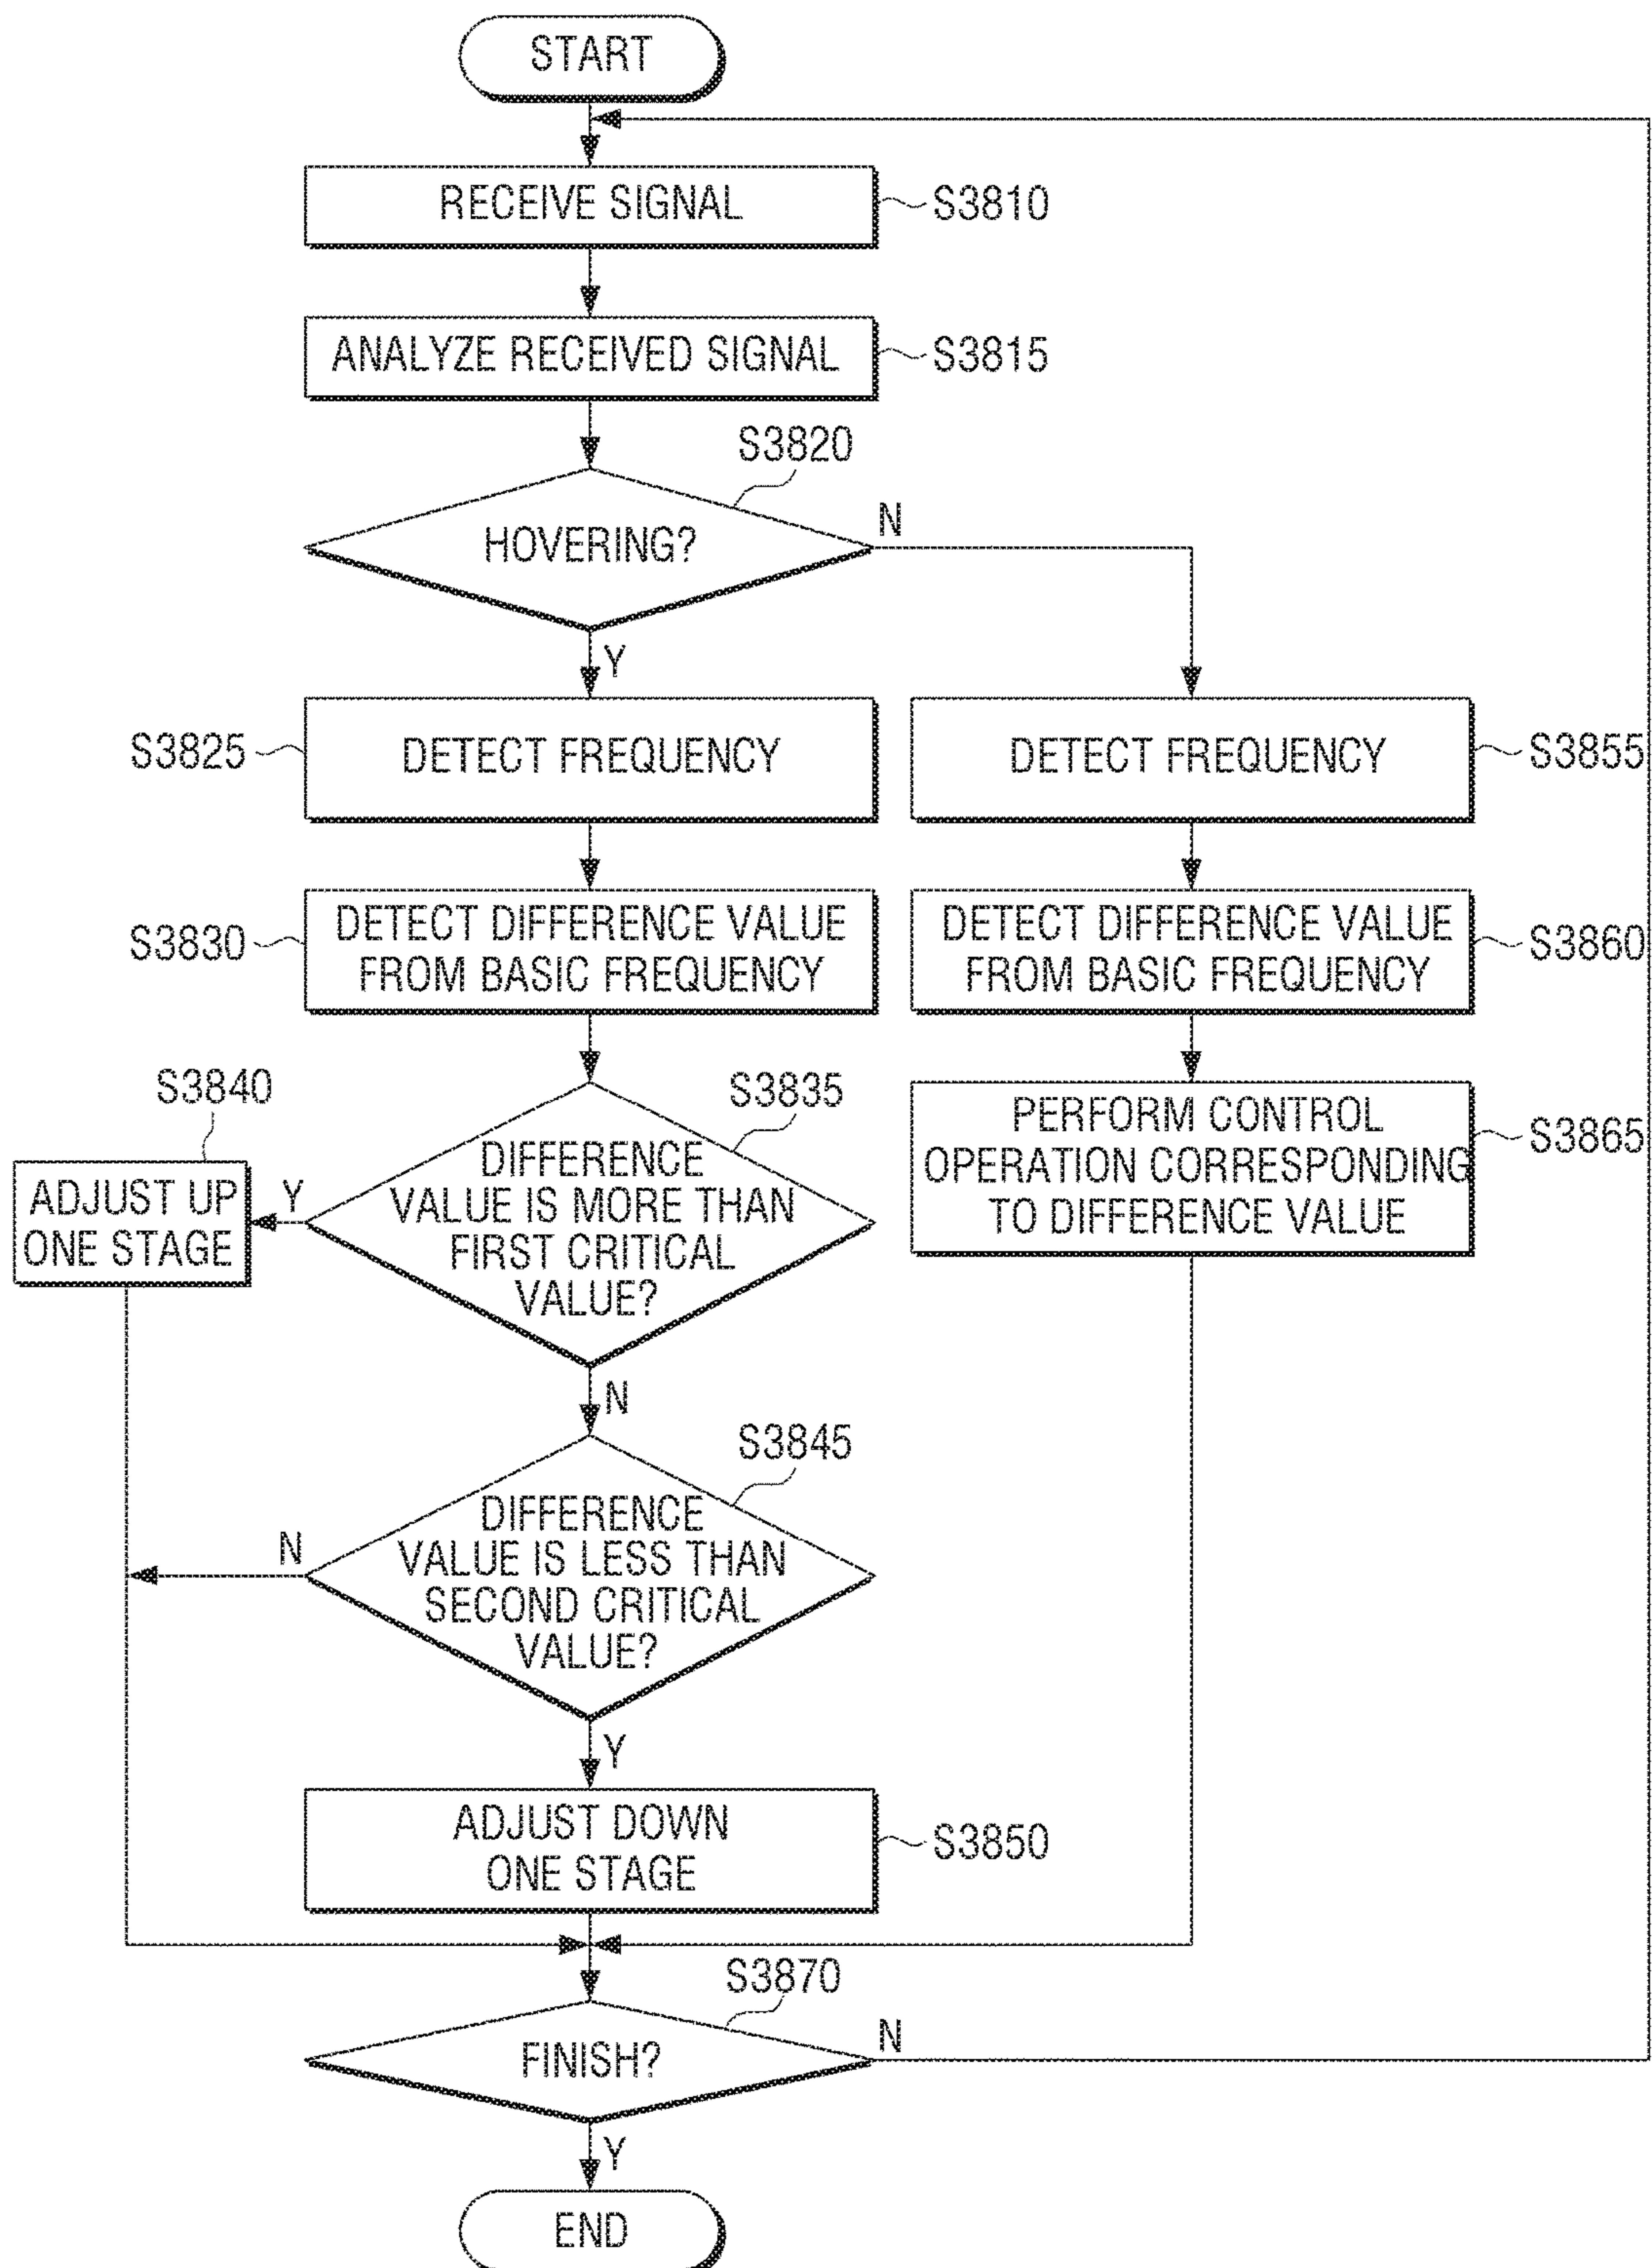 START
RECEIVE SIGNAL
S3810
ANALYZE RECEIVED SIGNAL
S3815
S3820
HOVERING?
N
Y
S3825
DETECT FREQUENCY
DETECT FREQUENCY
S3855
S3830
DETECT DIFFERENCE VALUE
FROM BASIC FREQUENCY
DETECT DIFFERENCE VALUE
FROM BASIC FREQUENCY
S3860
S3840
ADJUST UP
ONE STAGE
Y
S3835
DIFFERENCE
VALUE IS MORE THAN
FIRST CRITICAL
VALUE?
PERFORM CONTROL
OPERATION CORRESPONDING
TO DIFFERENCE VALUE
S3865
N
S3845
DIFFERENCE
VALUE IS LESS THAN
SECOND CRITICAL
VALUE?
N
Y
ADJUST DOWN
ONE STAGE
S3850
S3870
FINISH?
N
Y
END